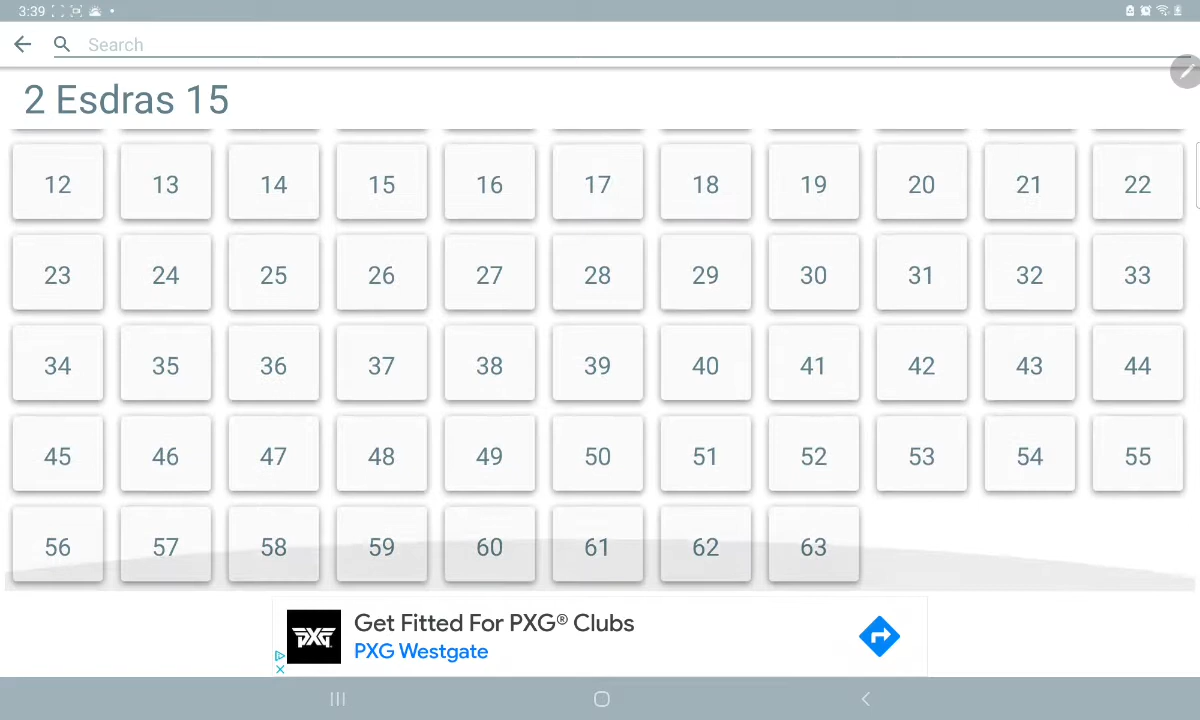 3:39
Search
2 Esdras 15
12 13 14 15 16 17 18 19 20 21 22
23 24 25 26 27 28 29 30 31 32 33
34 35 36 37 38 39 40 41 42 43 44
45 46 47 48 49 50 51 52 53 54 55
56 57 58 59 60 61 62 63
PXG
Get Fitted For PXG® Clubs
PXG Westgate